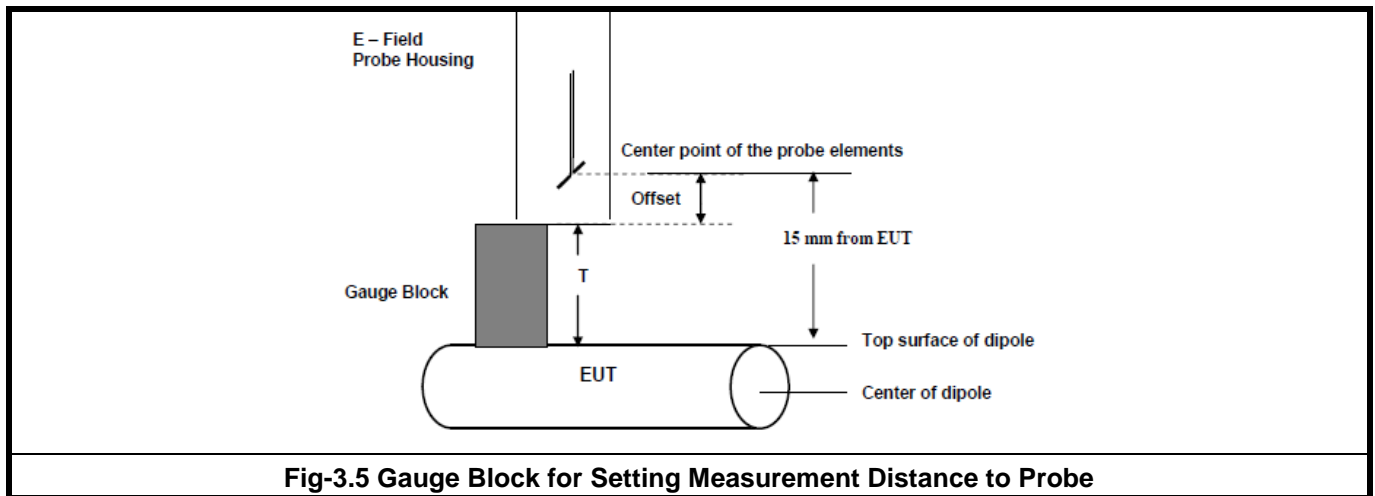 E – Field
Probe Housing
Center point of the probe elements
Offset
15 mm from EUT
T
Gauge Block
Top surface of dipole
EUT
Center of dipole
Fig-3.5 Gauge Block for Setting Measurement Distance to Probe